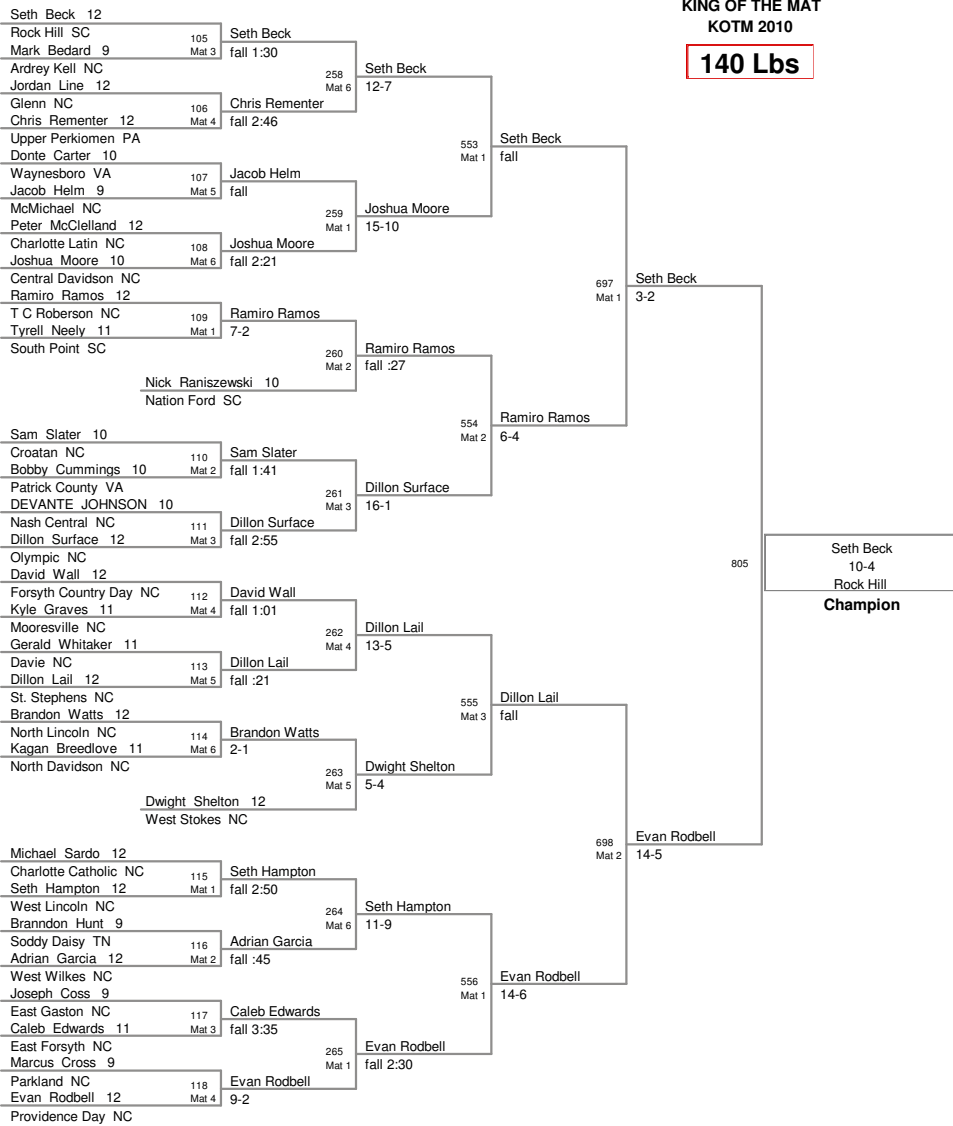 KING OF THE MAT
KOTM 2010
140 Lbs
Seth Beck 12
Rock Hill SC
Mark Bedard 9
Ardrey Kell NC
Jordan Line 12
Glenn NC
Chris Rementer 12
Upper Perkiomen PA
Donte Carter 10
Waynesboro VA
Jacob Helm 9
McMichael NC
Peter McClelland 12
Charlotte Latin NC
Joshua Moore 10
Central Davidson NC
Ramiro Ramos 12
T C Roberson NC
Tyrell Neely 11
South Point SC
Nick Raniszewski 10
Nation Ford SC
Sam Slater 10
Croatan NC
Bobby Cummings 10
Patrick County VA
DEVANTE JOHNSON 10
Nash Central NC
Dillon Surface 12
Olympic NC
David Wall 12
Forsyth Country Day NC
Kyle Graves 11
Mooresville NC
Gerald Whitaker 11
Davie NC
Dillon Lail 12
St. Stephens NC
Brandon Watts 12
North Lincoln NC
Kagan Breedlove 11
North Davidson NC
Dwight Shelton 12
West Stokes NC
Michael Sardo 12
Charlotte Catholic NC
Seth Hampton 12
West Lincoln NC
Branndon Hunt 9
Soddy Daisy TN
Adrian Garcia 12
West Wilkes NC
Joseph Coss 9
East Gaston NC
Caleb Edwards 11
East Forsyth NC
Marcus Cross 9
Parkland NC
Evan Rodbell 12
Providence Day NC
105
Mat 3
Seth Beck
fall 1:30
106
Mat 4
Chris Rementer
fall 2:46
107
Mat 5
Jacob Helm
fall
108
Mat 6
Joshua Moore
fall 2:21
109
Mat 1
Ramiro Ramos
7-2
110
Mat 2
Sam Slater
fall 1:41
111
Mat 3
Dillon Surface
fall 2:55
112
Mat 4
David Wall
fall 1:01
113
Mat 5
Dillon Lail
fall :21
114
Mat 6
Brandon Watts
2-1
115
Mat 1
Seth Hampton
fall 2:50
116
Mat 2
Adrian Garcia
fall :45
117
Mat 3
Caleb Edwards
fall 3:35
118
Mat 4
Evan Rodbell
9-2
258
Mat 6
Seth Beck
12-7
259
Mat 1
Joshua Moore
15-10
260
Mat 2
Ramiro Ramos
fall :27
261
Mat 3
Dillon Surface
16-1
262
Mat 4
Dillon Lail
13-5
263
Mat 5
Dwight Shelton
5-4
264
Mat 6
Seth Hampton
11-9
265
Mat 1
Evan Rodbell
fall 2:30
553
Mat 1
Seth Beck
fall
554
Mat 2
Ramiro Ramos
6-4
555
Mat 3
Dillon Lail
fall
556
Mat 1
Evan Rodbell
14-6
697
Mat 1
Seth Beck
3-2
698
Mat 2
Evan Rodbell
14-5
805
Seth Beck
10-4
Rock Hill
Champion